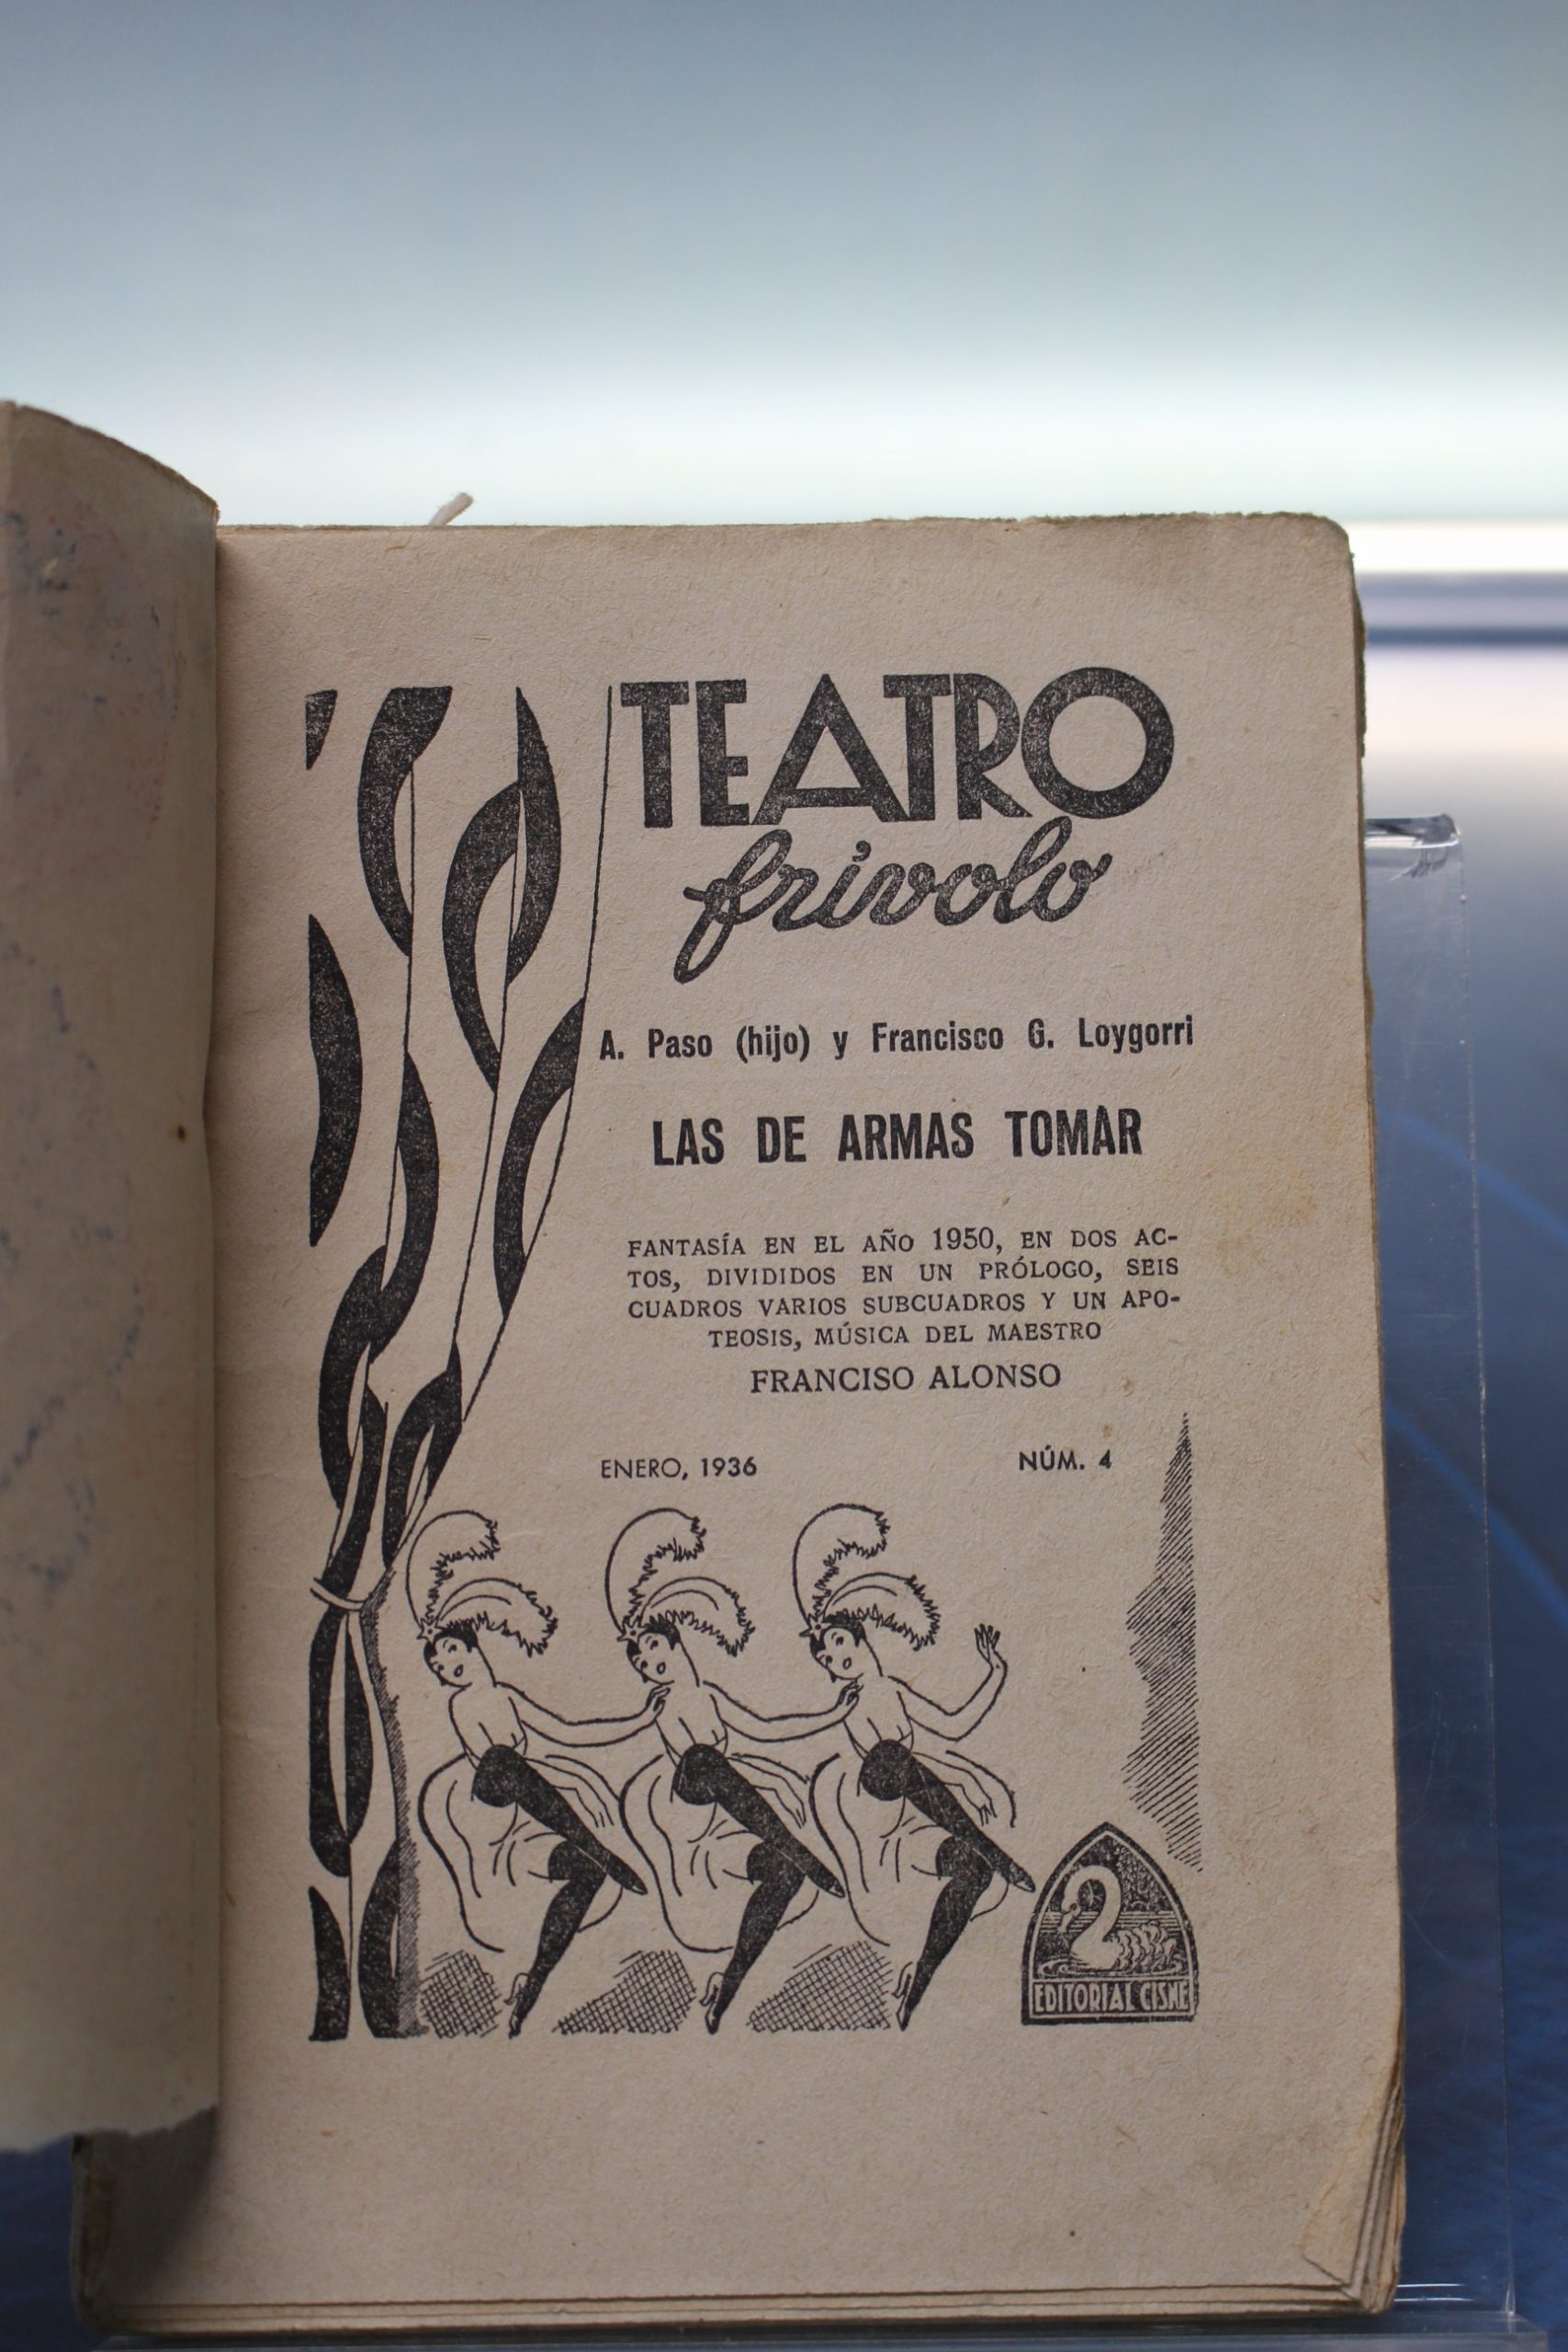 TEATRO
frivolo
A. Paso (hijo) y Francisco G. Loygorri
LAS DE ARMAS TOMAR
FANTASÍA EN EL AÑO 1950, EN DOS AC-
TOS, DIVIDIDOS EN UN PRÓLOGO, SEIS
CUADROS VARIOS SUBCUADROS Y UN APO-
TEOSIS, MÚSICA DEL MAESTRO
FRANCISO ALONSO
ENERO, 1936 NÚM. 4
EDITORIAL CISNE